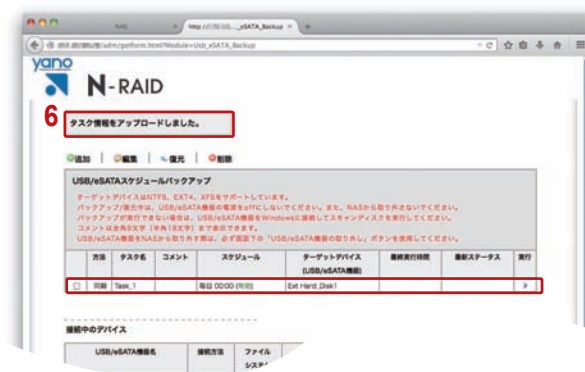 yano
N-RAID
6
タスク情報をアップロードしました。
追加 | 編集 | 復元 | 削除
USB/eSATAスケジュールバックアップ
ターゲットデバイスはNTFS、EXT4、XFSをサポートしています。
バックアップ/復元中は、USB/eSATA機器の電源をoffにしないでください。また、NASから取り外さないでください。
バックアップが実行できない場合は、USB/eSATA機器をWindowsに接続してスキャンディスクを実行してください。
コメントは全角9文字（半角18文字）まで表示できます。
USB/eSATA機器をNASから取り外す際は、必ず画面下の「USB/eSATA機器の取り外し」ボタンを使用してください。
方法 タスク名 コメント スケジュール ターゲットデバイス 最終実行時間 最新ステータス 実行
(USB/eSATA機器)
同期 Task_1 毎日 00:00 (有効) Ext Hard_Disk1
接続中のデバイス
USB/eSATA機器名 接続方法 ファイル
システム